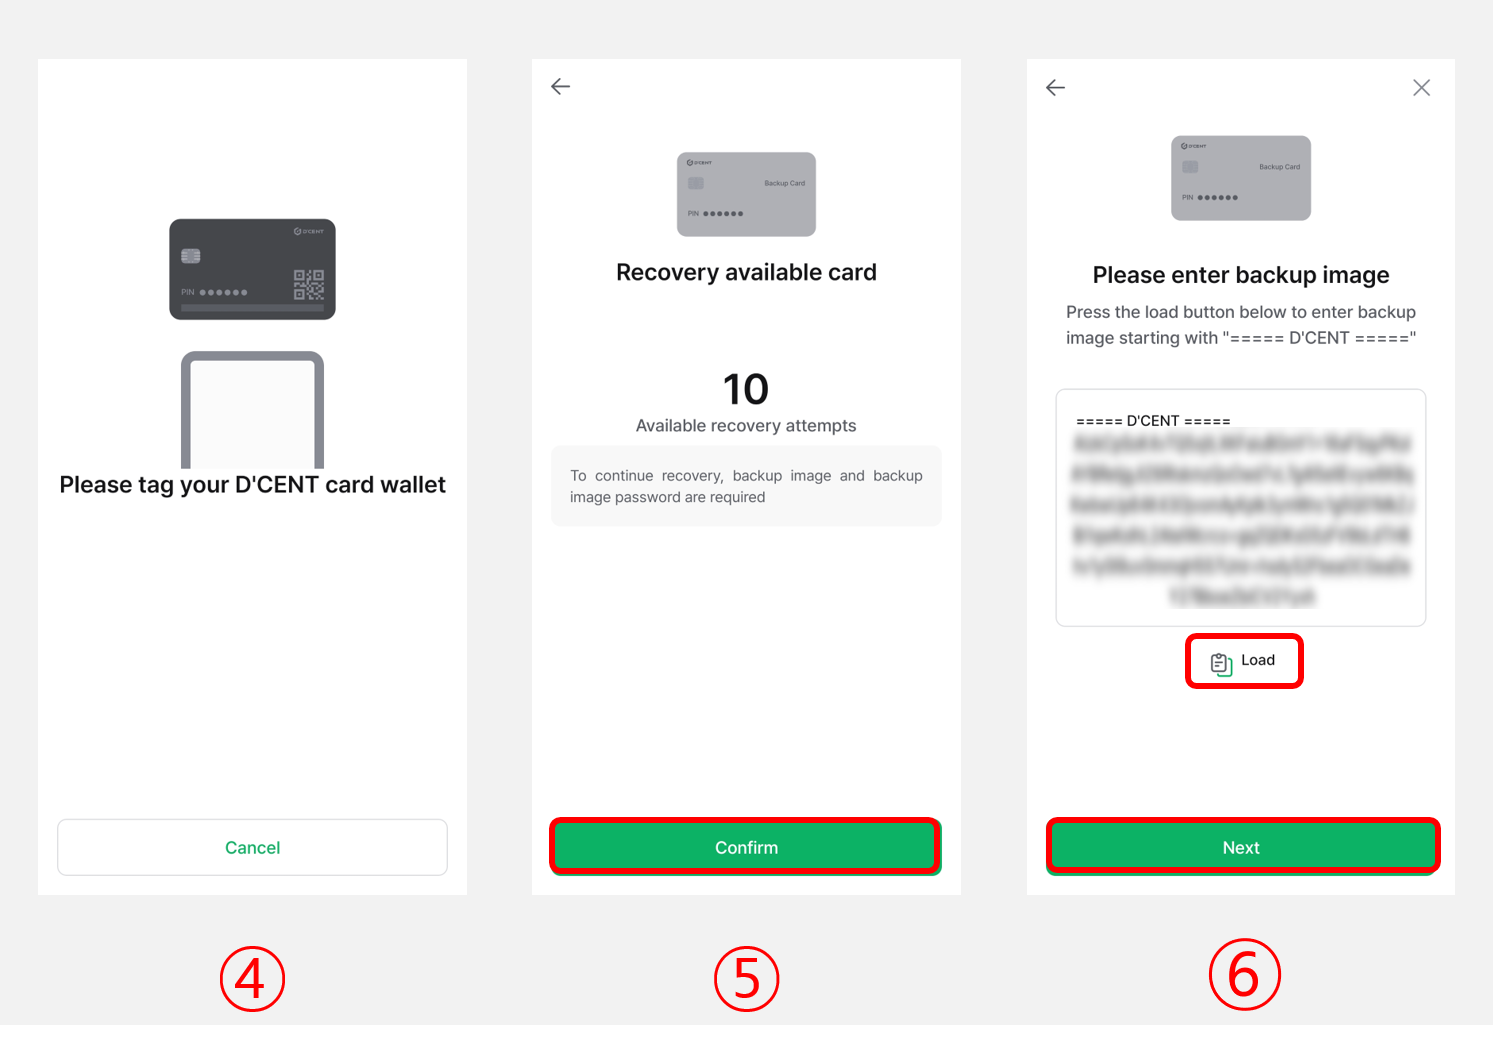 D'CENT
PIN ●●●●●●
Please tag your D'CENT card wallet
Cancel
④
D'CENT
Backup Card
PIN ●●●●●●
Recovery available card
10
Available recovery attempts
To continue recovery, backup image and backup
image password are required
Confirm
⑤
D'CENT
Backup Card
PIN ●●●●●●
Please enter backup image
Press the load button below to enter backup
image starting with "===== D'CENT ====="
===== D'CENT =====
Load
Next
⑥